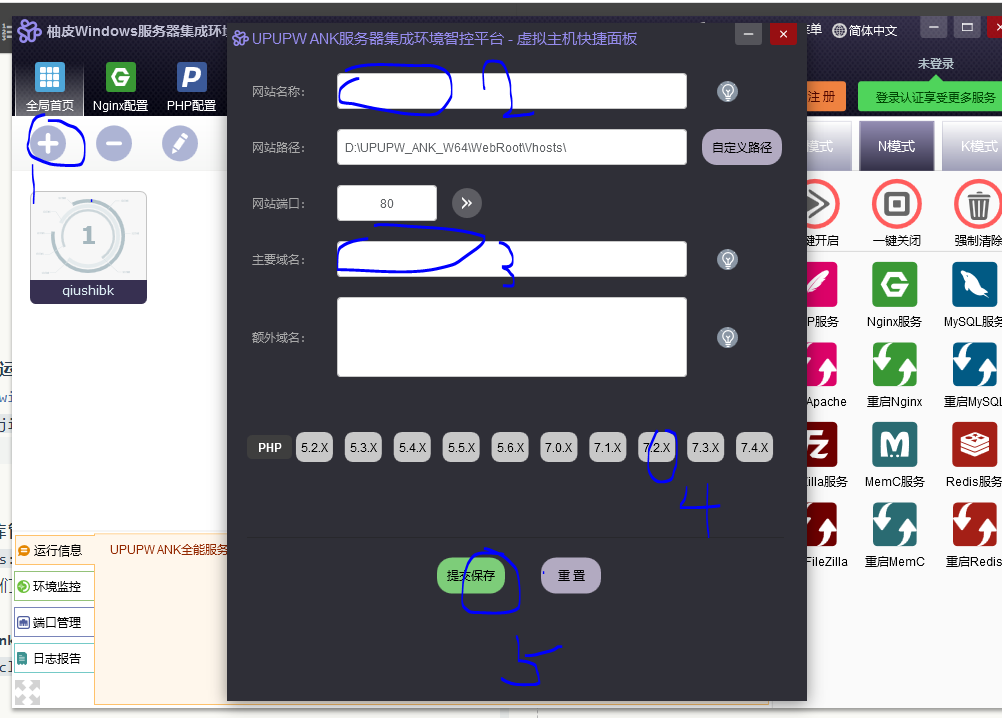 柚皮Windows服务器集成环境
UPUPW ANK服务器集成环境智控平台 - 虚拟主机快捷面板
单 简体中文
未登录
全局首页 Nginx配置 PHP配置
注册 登录认证享受更多服务
网站名称:
2
网站路径: D:\UPUPW_ANK_W64\WebRoot\Vhosts\ 自定义路径
模式 N模式 K模式
1
网站端口: 80
键开启 一键关闭 强制清除
1
qiushibk
主要域名:
3
P服务 Nginx服务 MySQL服务
额外域名:
Apache 重启Nginx 重启MySQL
PHP 5.2.X 5.3.X 5.4.X 5.5.X 5.6.X 7.0.X 7.1.X 7.2.X 7.3.X 7.4.X
4
illa服务 MemC服务 Redis服务
运行信息 UPUPW ANK全能服务
FileZilla 重启MemC 重启Redis
提交保存 重 置
环境监控
端口管理
日志报告
5